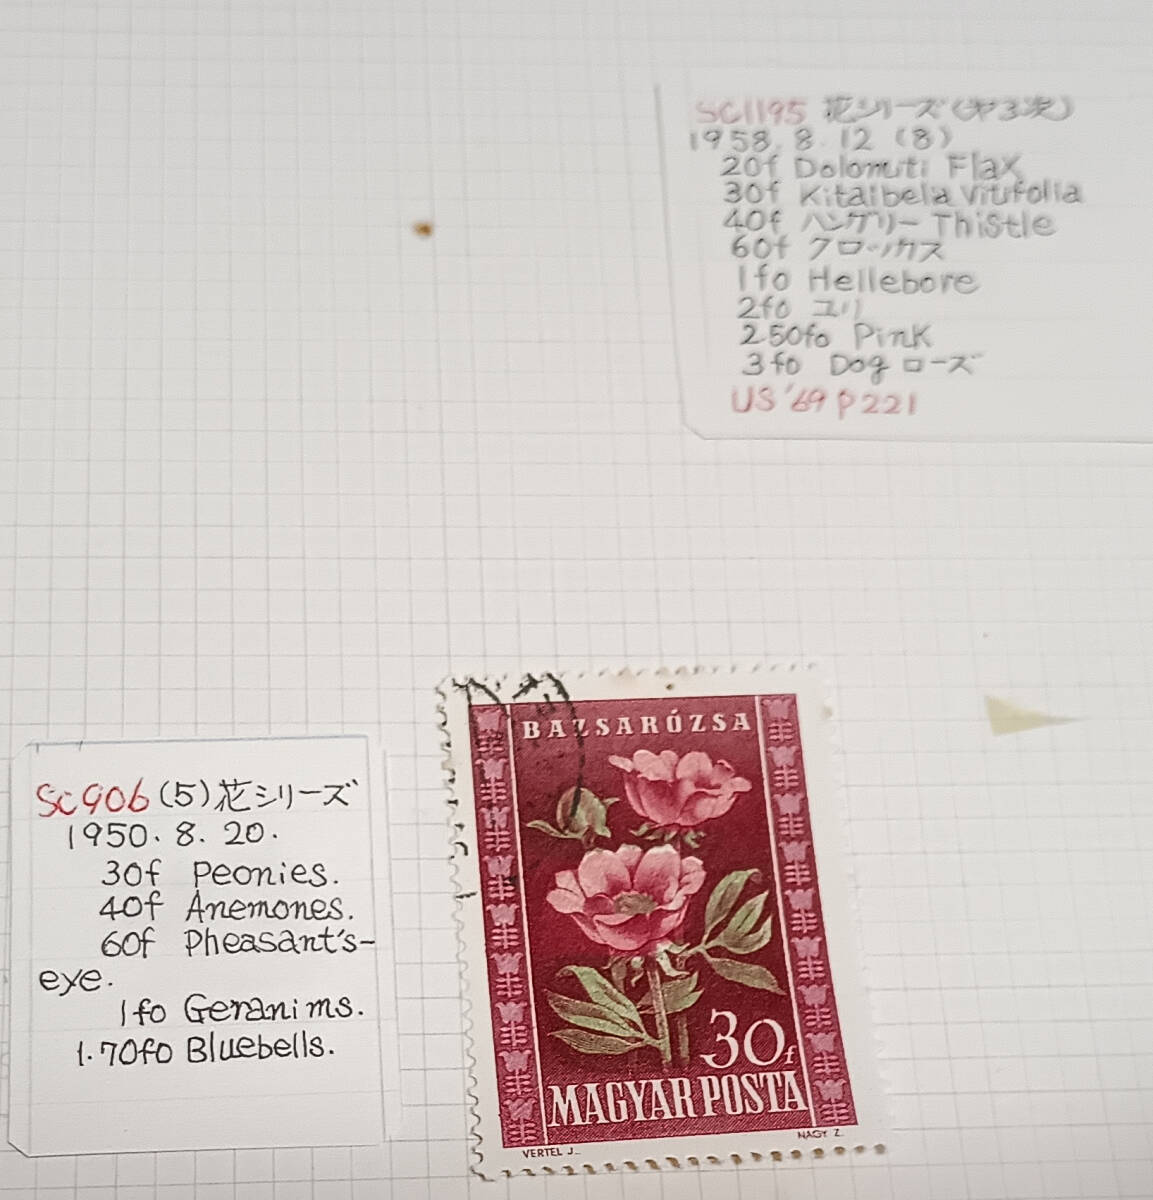 SC1195 花シリーズ(オ3次)
1958. 8. 12 (8)
20f Dolomiti Flax
30f Kitaibela Vitifolia
40f ハンガリー Thistle
60f クロッカス
1fo Hellebore
2fo ユリ
2.50fo Pink
3fo Dog ローズ
US '69 P221
SC906 (5) 花シリーズ
1950. 8. 20.
30f Peonies.
40f Anemones.
60f Pheasant's-
eye.
1fo Geranims.
1.70fo Bluebells.
BAZSARÓZSA
30f
MAGYAR POSTA
VERTEL J.
NAGY Z.